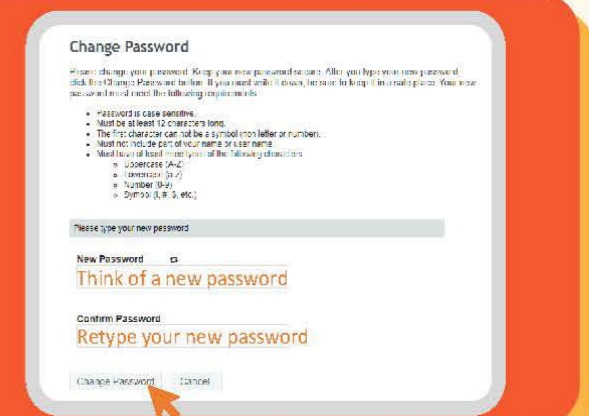 Change Password
Please change your password. Keep your new password secure. After you type your new password,
click the Change Password button. If you must write it down, be sure to keep it in a safe place. Your new
password must meet the following requirements
Password is case sensitive.
Must be at least 12 characters long.
The first character can not be a symbol (non letter or number).
Must not include part of your name or user name
Must have at least three types of the following characters
Uppercase (A-Z)
Lowercase (a-z)
Number (0-9)
Symbol (!, #, $, etc.)
Please type your new password
New Password
Think of a new password
Confirm Password
Retype your new password
Change Password Cancel